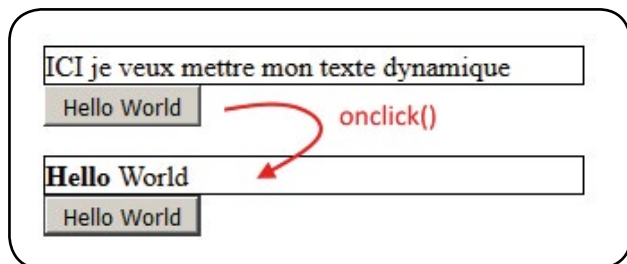 ICI je veux mettre mon texte dynamique
Hello World
onclick()
Hello World
Hello World